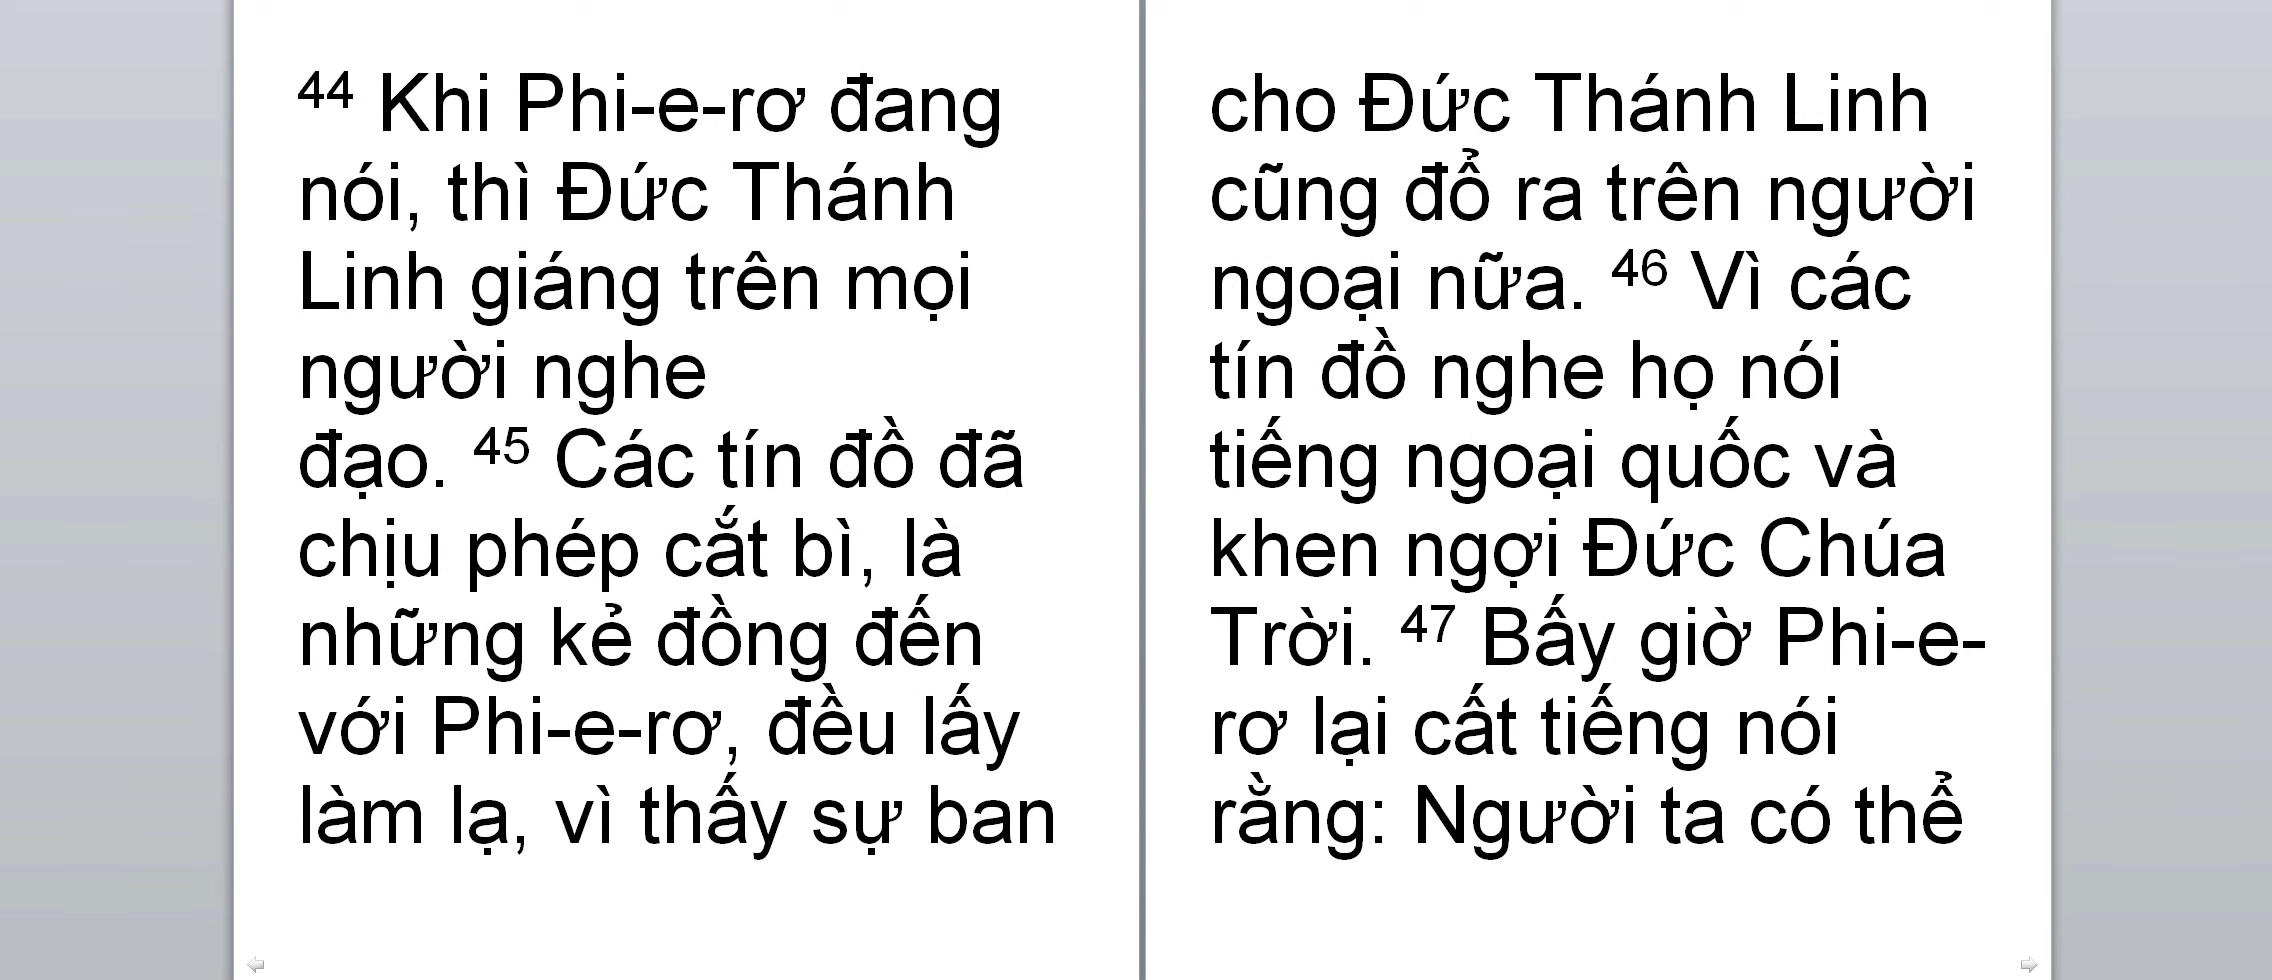 44 Khi Phi-e-rơ đang
nói, thì Đức Thánh
Linh giáng trên mọi
người nghe
đạo. 45 Các tín đồ đã
chịu phép cắt bì, là
những kẻ đồng đến
với Phi-e-rơ, đều lấy
làm lạ, vì thấy sự ban
cho Đức Thánh Linh
cũng đổ ra trên người
ngoại nữa. 46 Vì các
tín đồ nghe họ nói
tiếng ngoại quốc và
khen ngợi Đức Chúa
Trời. 47 Bấy giờ Phi-e-
rơ lại cất tiếng nói
rằng: Người ta có thể